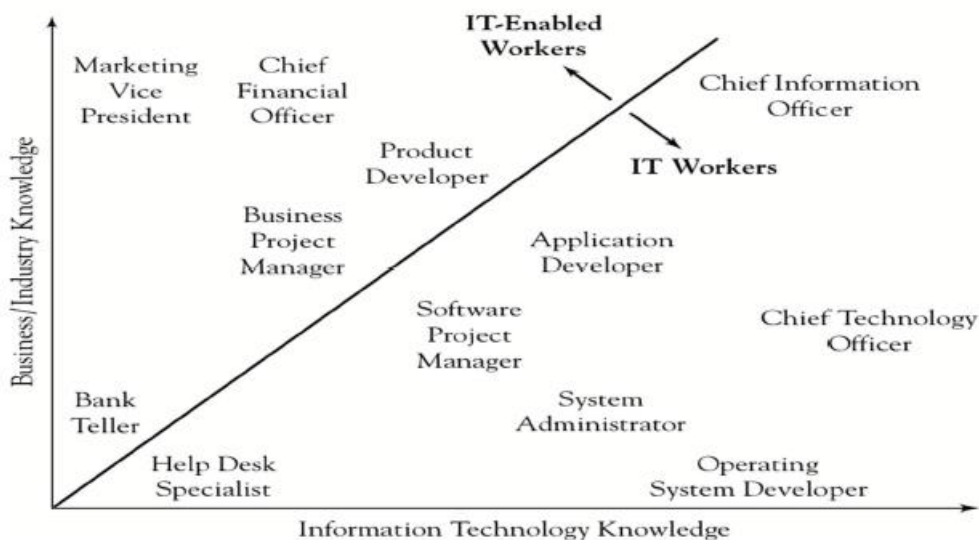 IT-Enabled
Workers
Marketing
Vice
President
Chief
Financial
Officer
Chief Information
Officer
Product
Developer
IT Workers
Business
Project
Manager
Application
Developer
Software
Project
Manager
Chief Technology
Officer
Bank
Teller
System
Administrator
Help Desk
Specialist
Operating
System Developer
Business/Industry Knowledge
Information Technology Knowledge